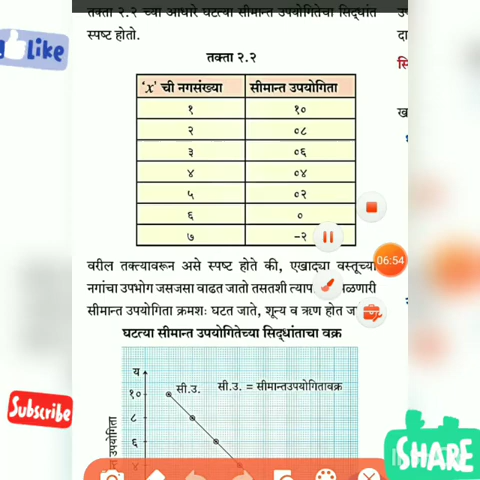 तक्ता २.२ च्या आधारे घटत्या सीमान्त उपयोगितेचा सिद्धांत
स्पष्ट होतो.
Like
तक्ता २.२
‘x’ ची नगसंख्या सीमान्त उपयोगिता
१ १०
२ ०८
३ ०६
४ ०४
५ ०२
६ ०
७ -२
06:54
वरील तक्त्यावरून असे स्पष्ट होते की, एखाद्या वस्तूच्या
नगांचा उपभोग जसजसा वाढत जातो तसतशी
सीमान्त उपयोगिता क्रमशः घटत जाते, शून्य व ऋण होत
घटत्या सीमान्त उपयोगितेच्या सिद्धांताचा वक्र
य
सी.उ. सी.उ. = सीमान्तउपयोगितावक्र
१०
८
६
४
उपयोगिता
Subscribe
SHARE